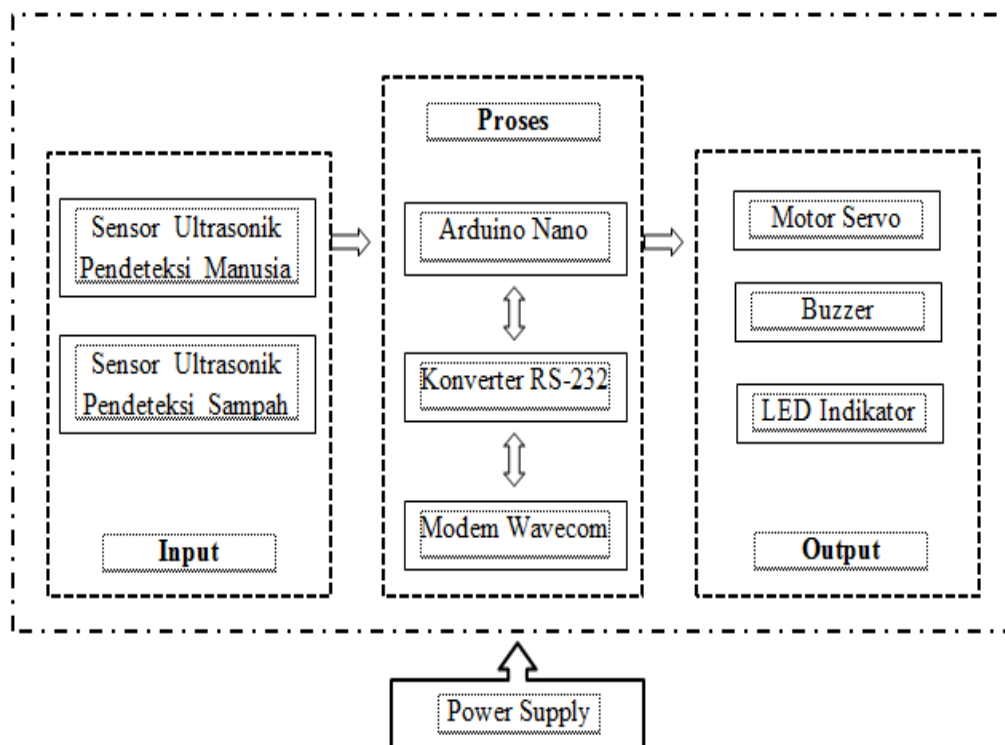 Sensor Ultrasonik
Pendeteksi Manusia
Sensor Ultrasonik
Pendeteksi Sampah
Input
Proses
Arduino Nano
Konverter RS-232
Modem Wavecom
Motor Servo
Buzzer
LED Indikator
Output
Power Supply